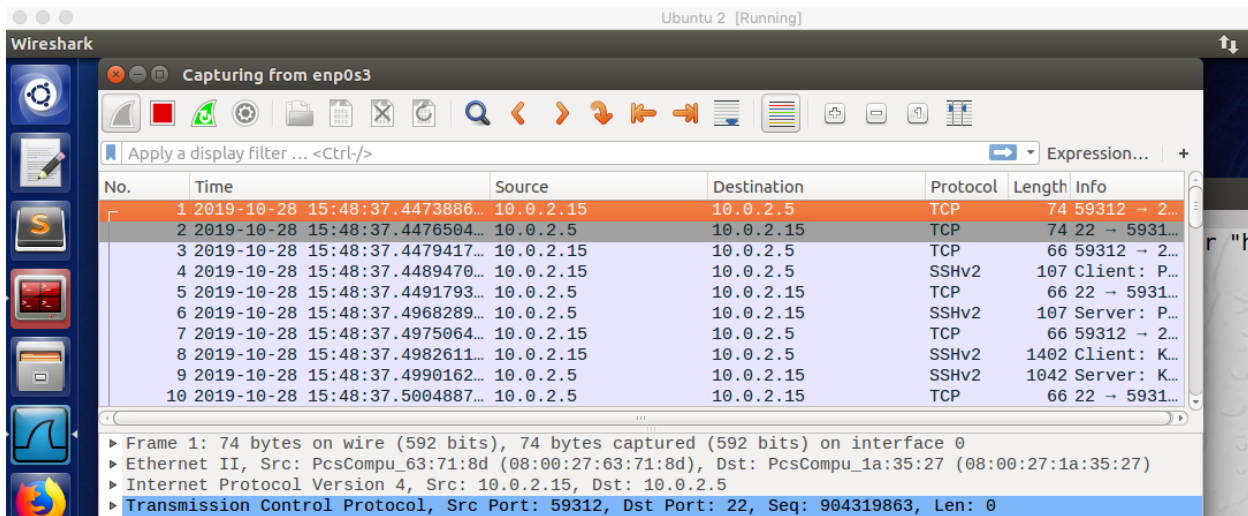 Ubuntu 2 [Running]
Wireshark
Capturing from enp0s3
Apply a display filter … <Ctrl-/>
Expression… +
No. Time Source Destination Protocol Length Info
1 2019-10-28 15:48:37.4473886… 10.0.2.15 10.0.2.5 TCP 74 59312 → 2…
2 2019-10-28 15:48:37.4476504… 10.0.2.5 10.0.2.15 TCP 74 22 → 5931…
3 2019-10-28 15:48:37.4479417… 10.0.2.15 10.0.2.5 TCP 66 59312 → 2…
4 2019-10-28 15:48:37.4489470… 10.0.2.15 10.0.2.5 SSHv2 107 Client: P…
5 2019-10-28 15:48:37.4491793… 10.0.2.5 10.0.2.15 TCP 66 22 → 5931…
6 2019-10-28 15:48:37.4968289… 10.0.2.5 10.0.2.15 SSHv2 107 Server: P…
7 2019-10-28 15:48:37.4975064… 10.0.2.15 10.0.2.5 TCP 66 59312 → 2…
8 2019-10-28 15:48:37.4982611… 10.0.2.15 10.0.2.5 SSHv2 1402 Client: K…
9 2019-10-28 15:48:37.4990162… 10.0.2.5 10.0.2.15 SSHv2 1042 Server: K…
10 2019-10-28 15:48:37.5004887… 10.0.2.5 10.0.2.15 TCP 66 22 → 5931…
Frame 1: 74 bytes on wire (592 bits), 74 bytes captured (592 bits) on interface 0
Ethernet II, Src: PcsCompu_63:71:8d (08:00:27:63:71:8d), Dst: PcsCompu_1a:35:27 (08:00:27:1a:35:27)
Internet Protocol Version 4, Src: 10.0.2.15, Dst: 10.0.2.5
Transmission Control Protocol, Src Port: 59312, Dst Port: 22, Seq: 904319863, Len: 0